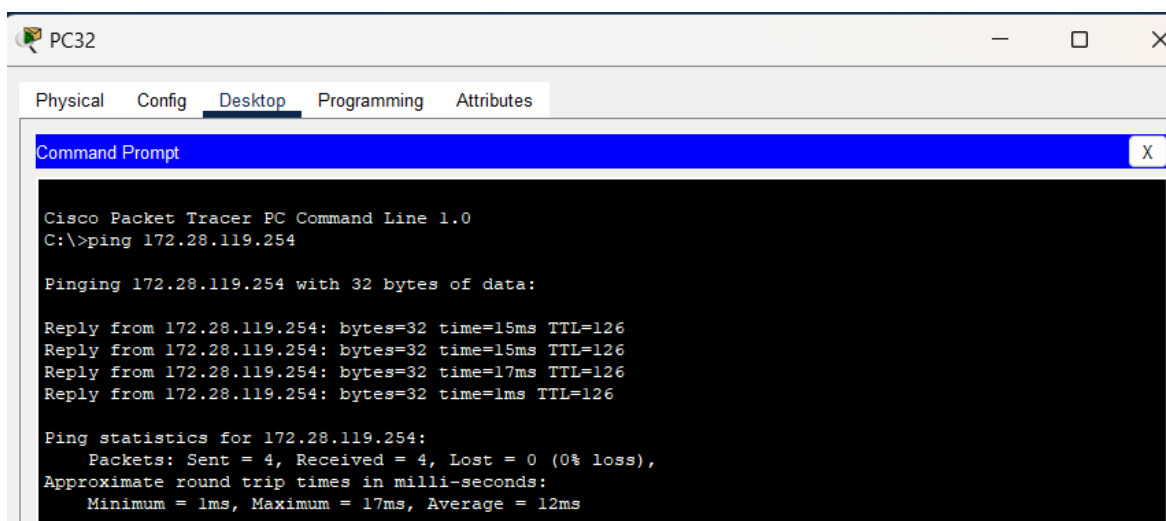 PC32
Physical Config Desktop Programming Attributes
Command Prompt
X
Cisco Packet Tracer PC Command Line 1.0
C:\>ping 172.28.119.254
Pinging 172.28.119.254 with 32 bytes of data:
Reply from 172.28.119.254: bytes=32 time=15ms TTL=126
Reply from 172.28.119.254: bytes=32 time=15ms TTL=126
Reply from 172.28.119.254: bytes=32 time=17ms TTL=126
Reply from 172.28.119.254: bytes=32 time=1ms TTL=126
Ping statistics for 172.28.119.254:
Packets: Sent = 4, Received = 4, Lost = 0 (0% loss),
Approximate round trip times in milli-seconds:
Minimum = 1ms, Maximum = 17ms, Average = 12ms